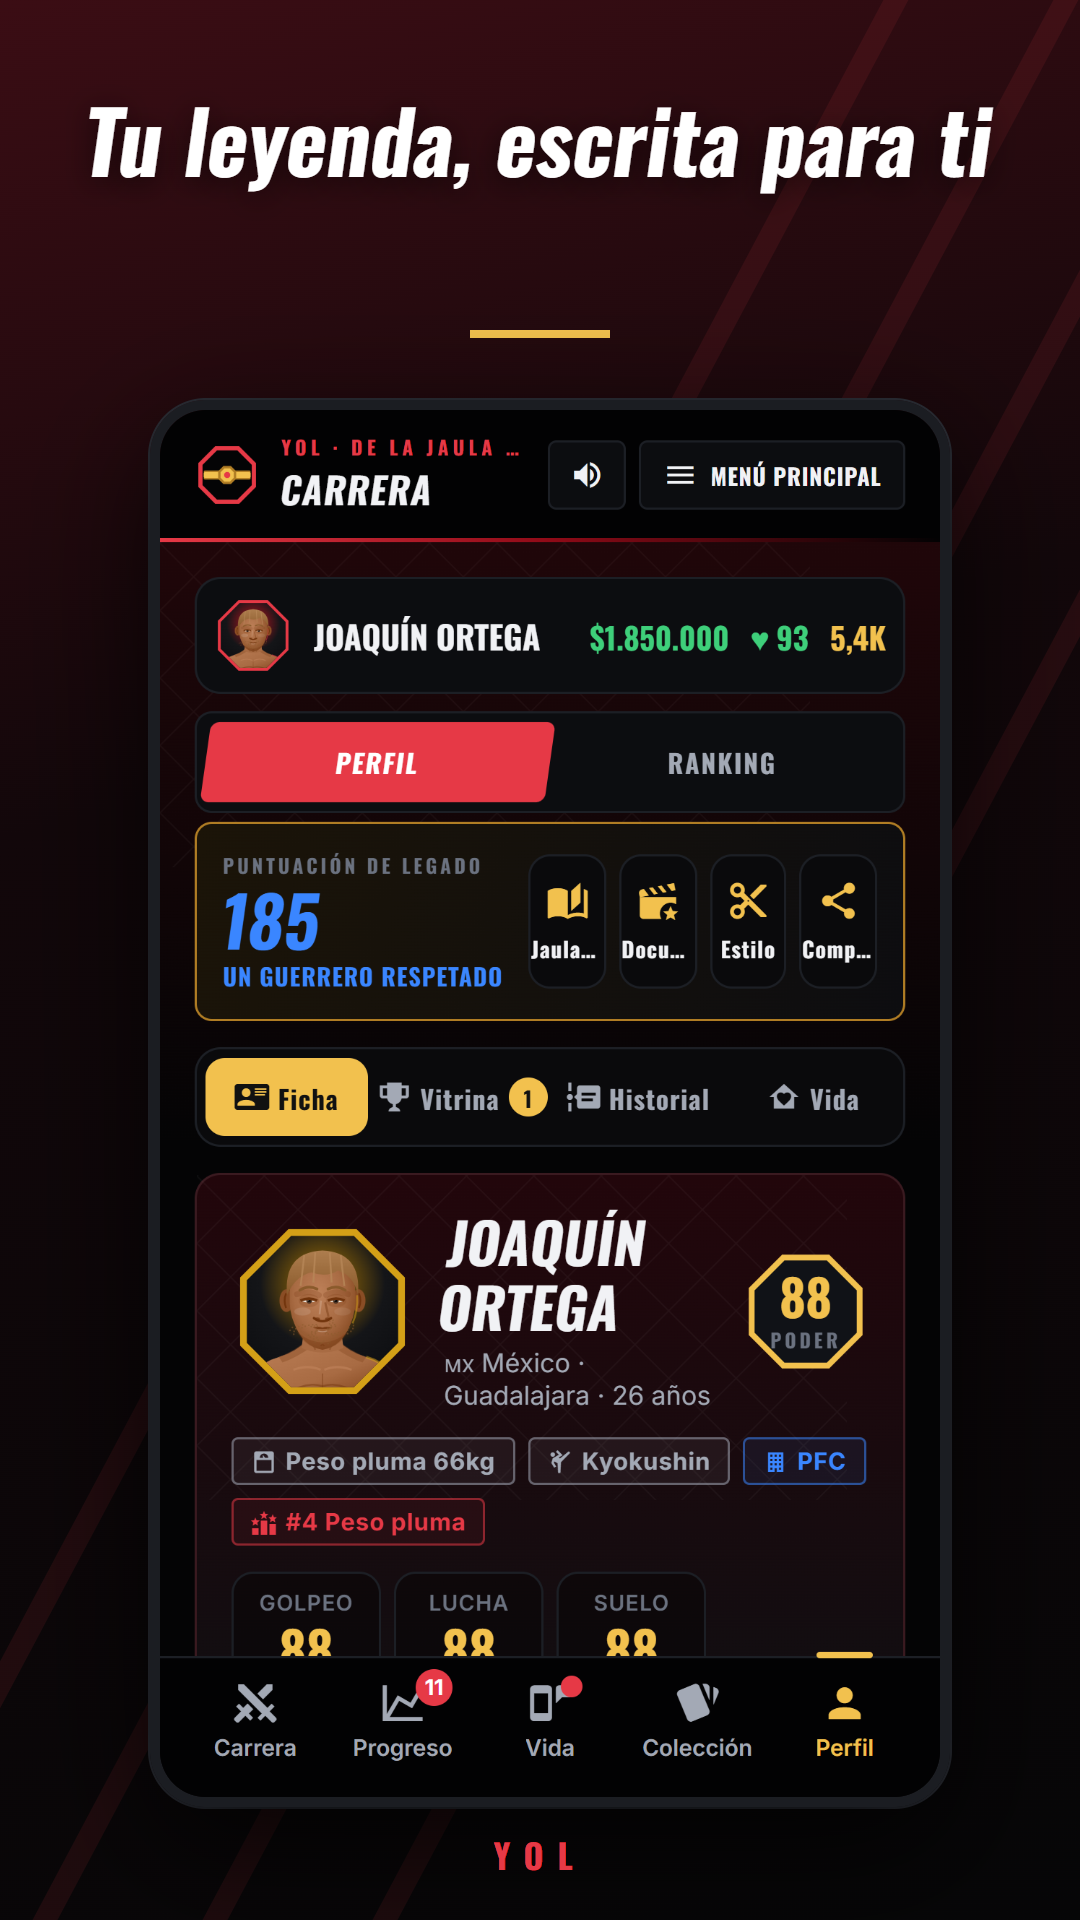 Tu leyenda, escrita para ti
YOL · DE LA JAULA ...
CARRERA
MENÚ PRINCIPAL
JOAQUÍN ORTEGA
$1.850.000 ♥ 93 5,4K
PERFIL
RANKING
PUNTUACIÓN DE LEGADO
185
UN GUERRERO RESPETADO
Jaula...
Docu...
Estilo
Comp...
Ficha
Vitrina 1
Historial
Vida
JOAQUÍN
ORTEGA
MX México ·
Guadalajara · 26 años
88
PODER
Peso pluma 66kg
Kyokushin
PFC
#4 Peso pluma
GOLPEO
88
LUCHA
88
SUELO
88
Carrera
11
Progreso
Vida
Colección
Perfil
YOL